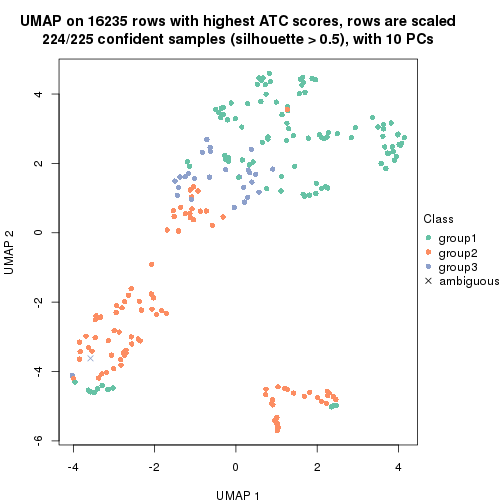 UMAP on 16235 rows with highest ATC scores, rows are scaled
224/225 confident samples (silhouette > 0.5), with 10 PCs
4
2
0
-2
-4
-6
UMAP 2
-4
-2
0
2
4
UMAP 1
Class
group1
group2
group3
ambiguous